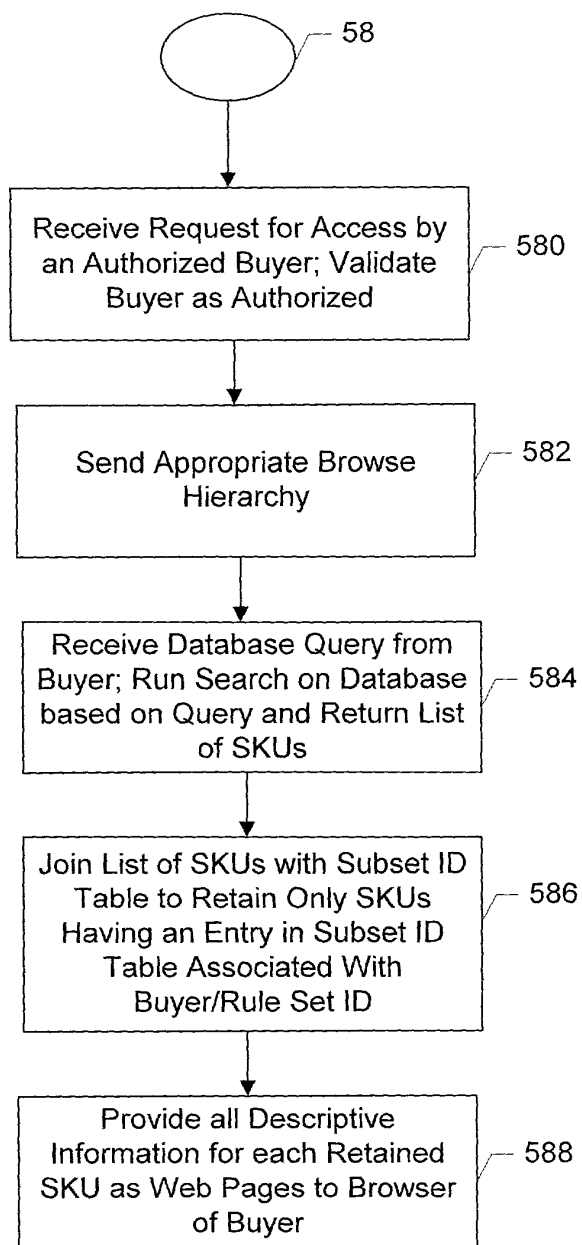 58
Receive Request for Access by
an Authorized Buyer; Validate
Buyer as Authorized
580
Send Appropriate Browse
Hierarchy
582
Receive Database Query from
Buyer; Run Search on Database
based on Query and Return List
of SKUs
584
Join List of SKUs with Subset ID
Table to Retain Only SKUs
Having an Entry in Subset ID
Table Associated With
Buyer/Rule Set ID
586
Provide all Descriptive
Information for each Retained
SKU as Web Pages to Browser
of Buyer
588